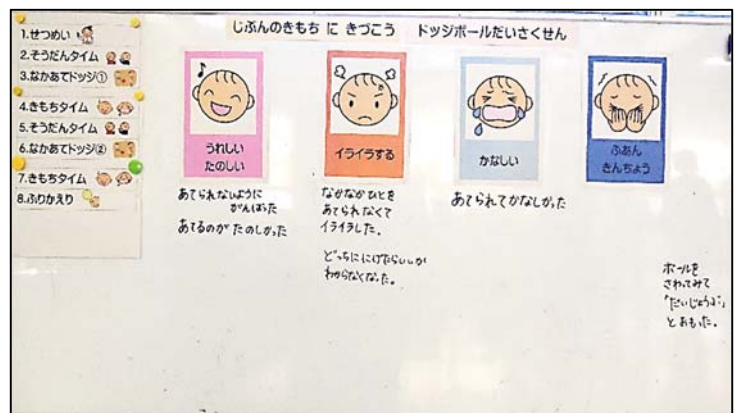 じぶんのきもち に きづこう ドッジボールだいさくせん
1.せつめい
2.そうだんタイム
3.なかあてドッジ①
4.きもちタイム
5.そうだんタイム
6.なかあてドッジ②
7.きもちタイム
8.ふりかえり
うれしい
たのしい
あてられないように
がんばった
あてるのが たのしかった
イライラする
なかなかひとを
あてられなくて
イライラした。
どっちににげたらいいか
わからなくなった。
かなしい
あてられてかなしかった
ふあん
きんちょう
ボールを
さわってみて
「だいじょうぶ」
とおもった。